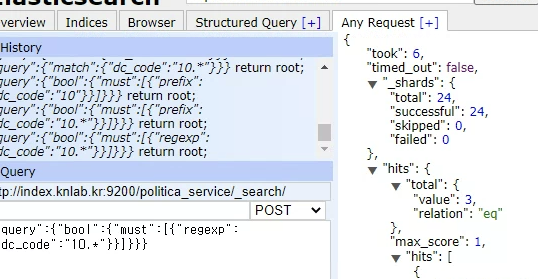 Overview Indices Browser Structured Query [+] Any Request [+]
History
query":{"match":{"dc_code":"10.*"}}} return root;
query":{"bool":{"must":[{"prefix":
dc_code":"10"}}]}}} return root;
query":{"bool":{"must":[{"prefix":
dc_code":"10.*"}}]}}} return root;
query":{"bool":{"must":[{"regexp":
dc_code":"10.*"}}]}}} return root;
Query
tp://index.knlab.kr:9200/politica_service/_search/
POST
query":{"bool":{"must":[{"regexp":
dc_code":"10.*"}}]}}}
{
"took": 6,
"timed_out": false,
▼ "_shards": {
"total": 24,
"successful": 24,
"skipped": 0,
"failed": 0
},
▼ "hits": {
▼ "total": {
"value": 3,
"relation": "eq"
},
"max_score": 1,
▼ "hits": [
{